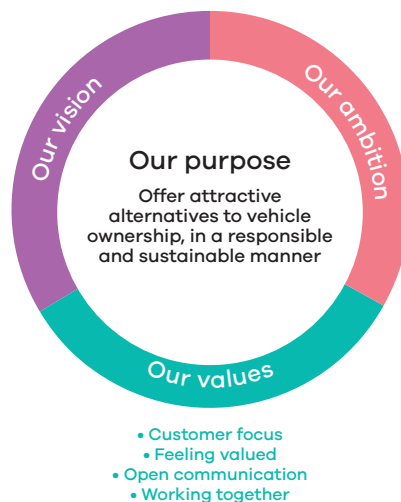 Our vision
Our ambition
Our purpose
Offer attractive
alternatives to vehicle
ownership, in a responsible
and sustainable manner
Our values
• Customer focus
• Feeling valued
• Open communication
• Working together